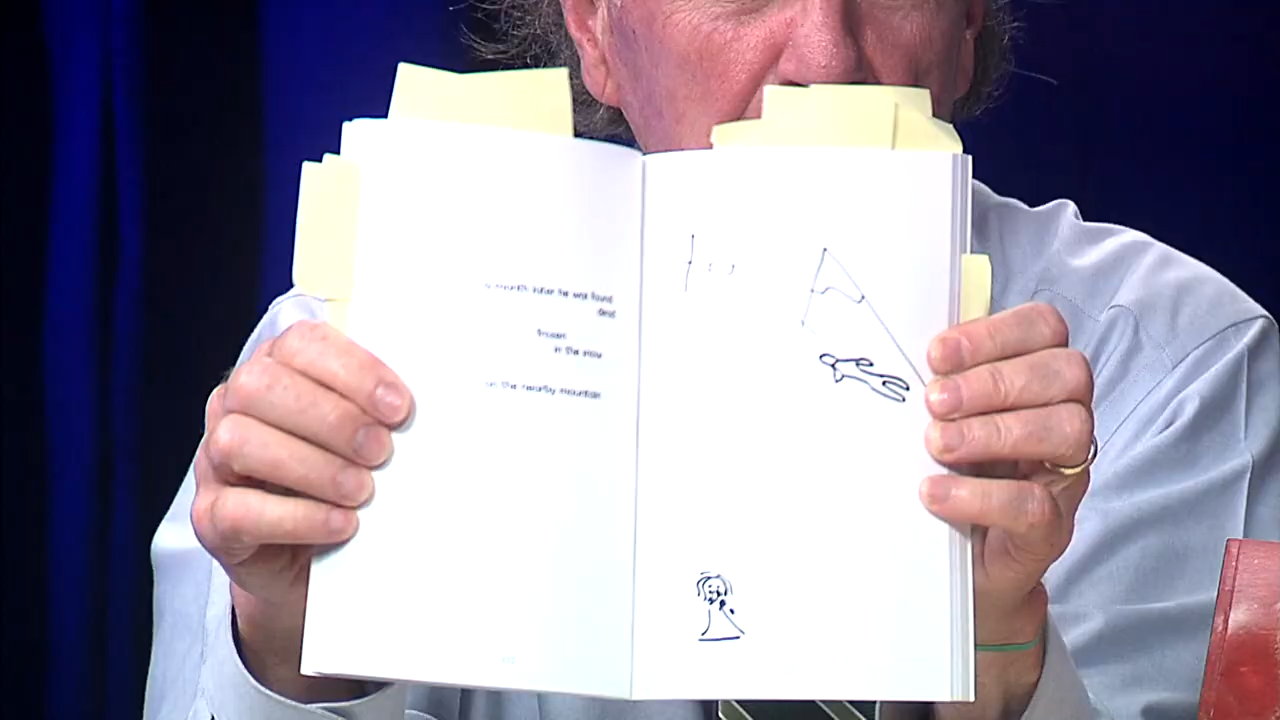 a month later he was found
dead
frozen
in the snow
on the nearby mountain